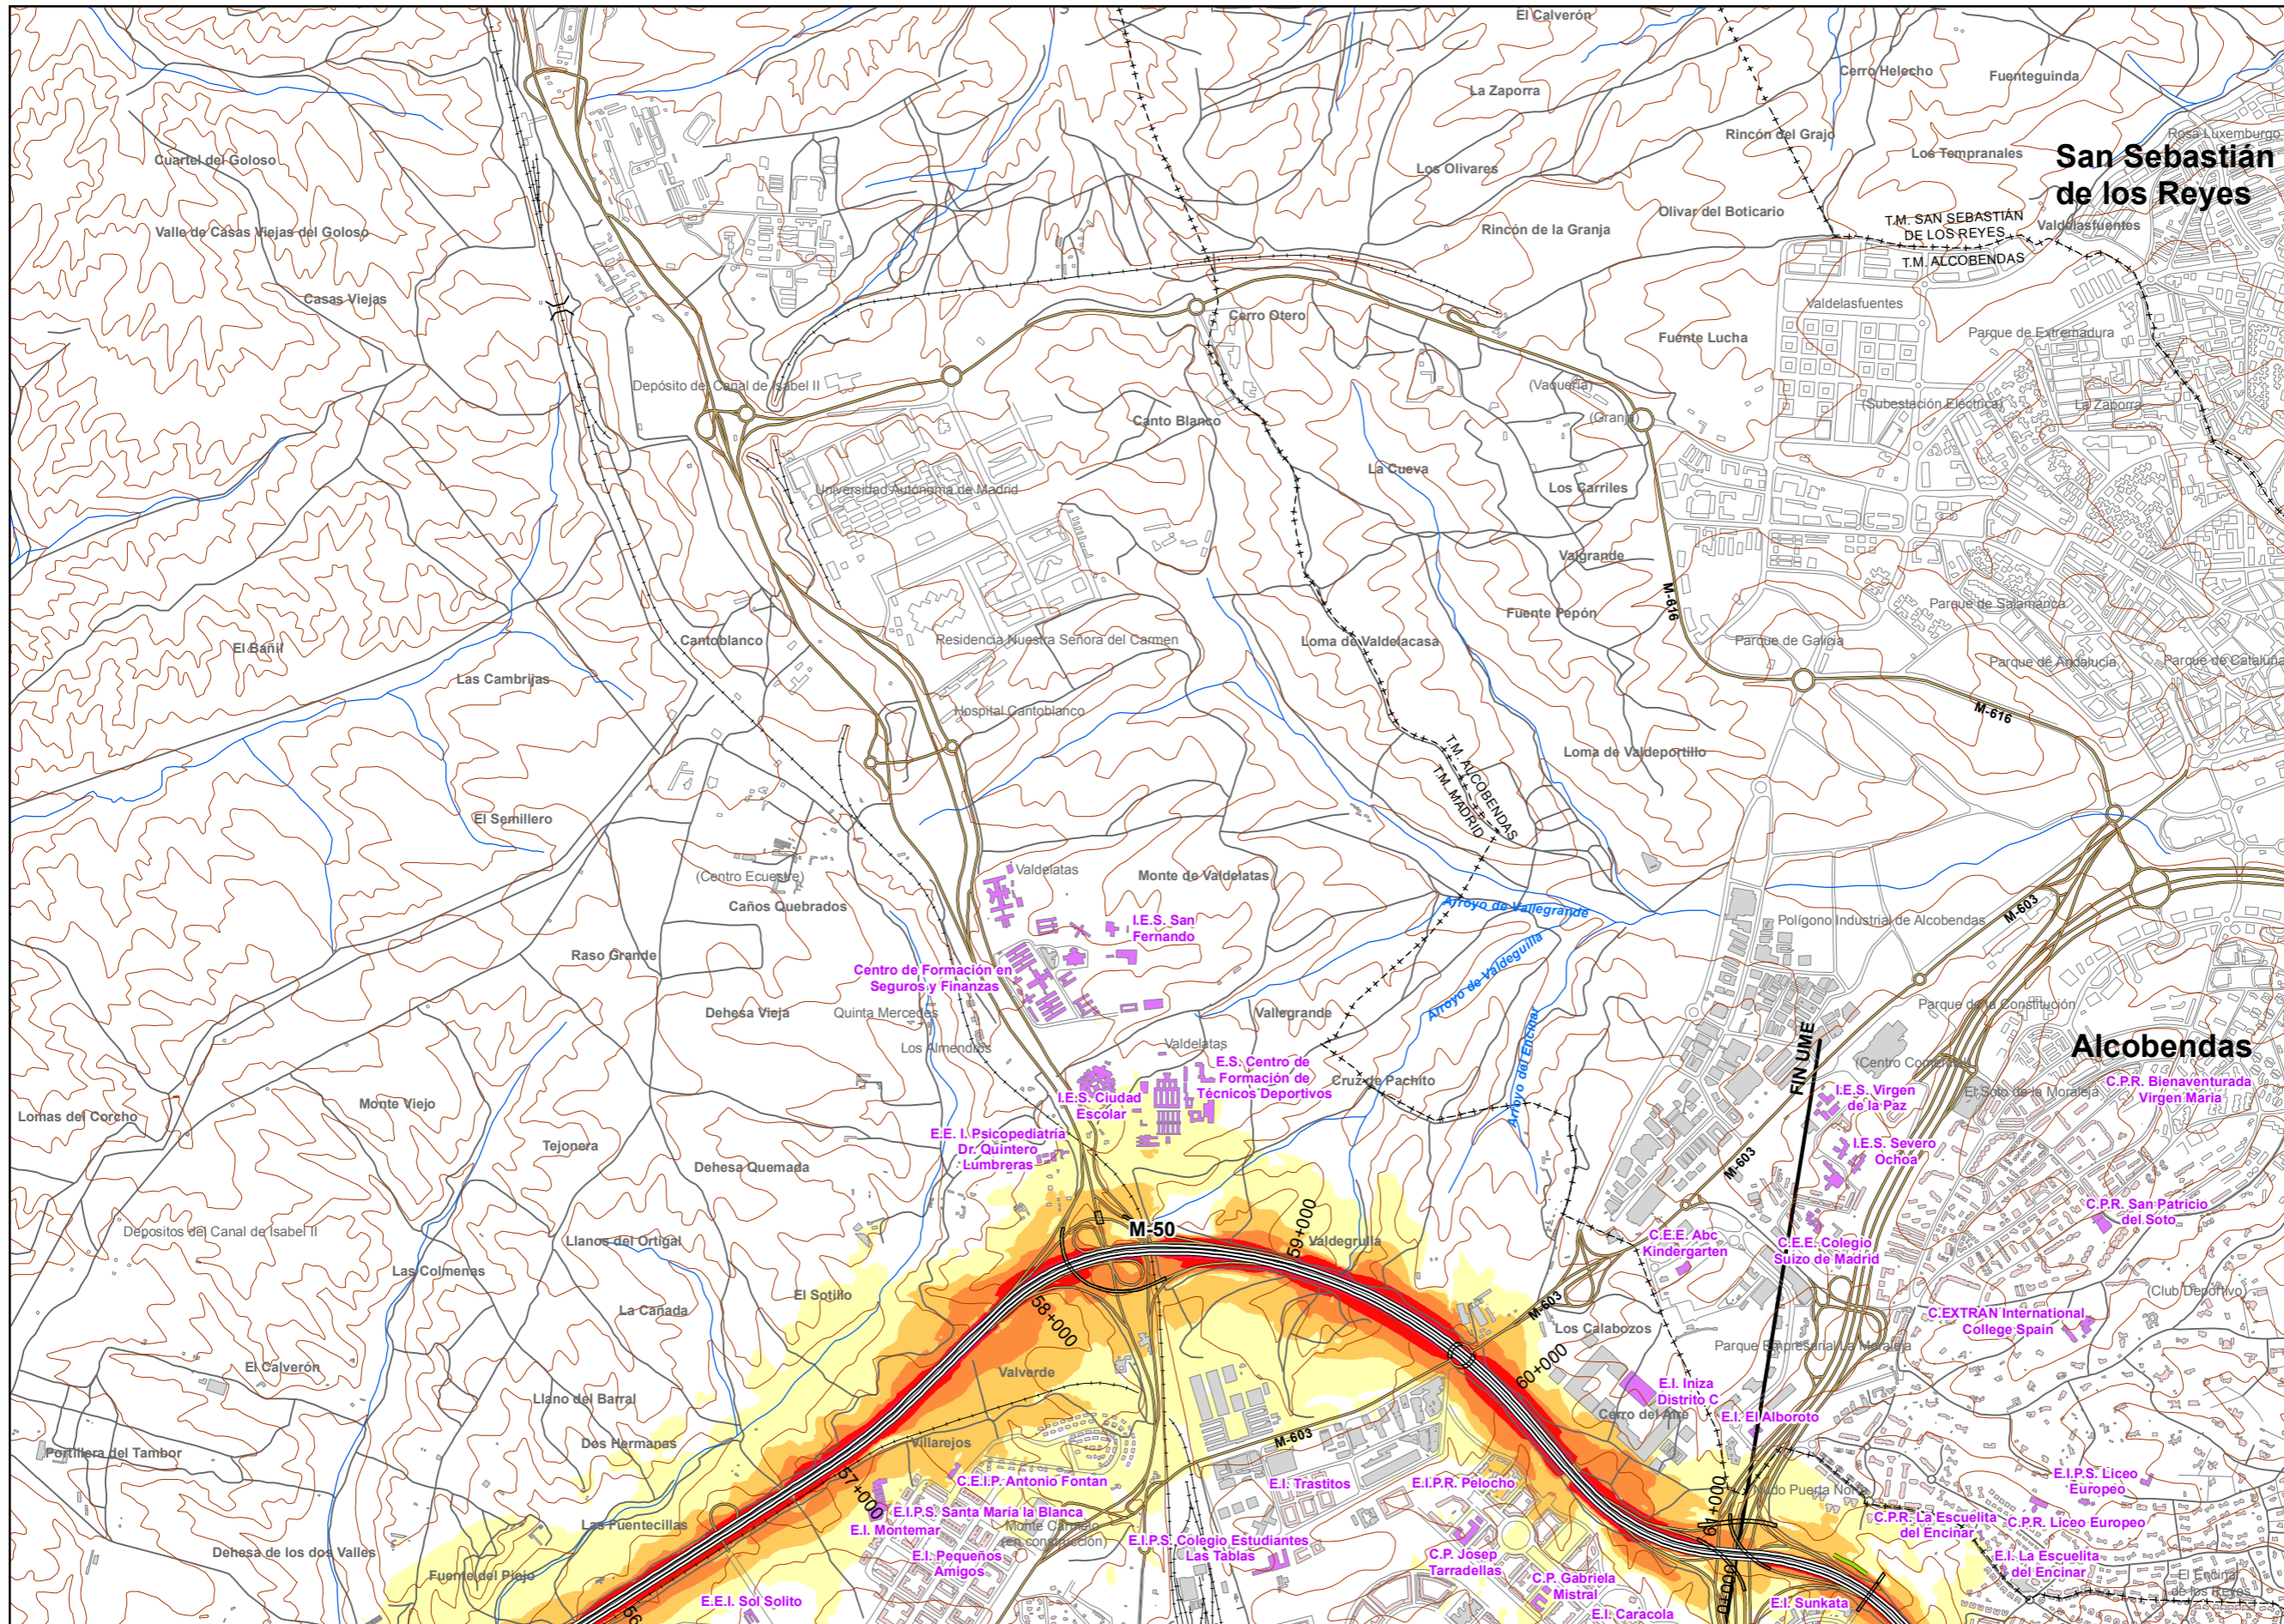 El Calverón
Cerro Helecho
Fuenteguinda
La Zaporra
Rincón del Grajo
Rosa Luxemburgo
Los Tempranales
San Sebastián
de los Reyes
Cuartel del Goloso
Los Olivares
Olivar del Boticario
T.M. SAN SEBASTIÁN
DE LOS REYES
Valdelasfuentes
T.M. ALCOBENDAS
Valle de Casas Viejas del Goloso
Rincón de la Granja
Casas Viejas
Valdelasfuentes
Cerro Otero
Fuente Lucha
Parque de Extremadura
Depósito del Canal de Isabel II
(Vaquería)
(Granja)
(Subestación Eléctrica)
La Zaporra
Canto Blanco
La Cueva
Los Carriles
Universidad Autónoma de Madrid
Valgrande
M-616
Fuente Pepón
Parque de Salamanca
Cantoblanco
Residencia Nuestra Señora del Carmen
Loma de Valdelacasa
Parque de Galicia
El Bañil
Parque de Andalucía
Parque de Cataluña
Las Cambrijas
Hospital Cantoblanco
M-616
Loma de Valdeportillo
T.M. ALCOBENDAS
T.M. MADRID
El Semillero
Valdelatas
Monte de Valdelatas
(Centro Ecuestre)
Caños Quebrados
Arroyo de Vallegrande
M-603
Polígono Industrial de Alcobendas
I.E.S. San
Fernando
Raso Grande
Centro de Formación en
Seguros y Finanzas
Arroyo de Valdeguilla
Parque de la Constitución
Dehesa Vieja
Quinta Mercedes
Vallegrande
Los Almendros
Valdelatas
Arroyo del Encinar
FIN UME
Alcobendas
E.S. Centro de
Formación de
Técnicos Deportivos
Cruz de Pachito
(Centro Comercial)
El Soto de la Moraleja
C.P.R. Bienaventurada
Virgen Maria
I.E.S. Ciudad
Escolar
I.E.S. Virgen
de la Paz
Monte Viejo
Lomas del Corcho
E.E. I. Psicopediatría
Dr. Quintero
Lumbreras
Tejonera
I.E.S. Severo
Ochoa
Dehesa Quemada
M-603
C.P.R. San Patricio
del Soto
Depositos del Canal de Isabel II
M-50
59+000
Valdegrulla
Llanos del Ortigal
C.E.E. Abc
Kindergarten
C.E.E. Colegio
Suizo de Madrid
Las Colmenas
El Sotillo
La Cañada
58+000
M-603
(Club Deportivo)
C.EXTRAN International
College Spain
Los Calabozos
Parque Empresarial La Moraleja
El Calverón
Valverde
60+000
Llano del Barral
E.I. Iniza
Distrito C
Cerro del Aire
E.I. El Alboroto
Portillera del Tambor
Dos Hermanas
Villarejos
M-603
57+000
C.E.I.P. Antonio Fontan
E.I. Trastitos
E.I.P.R. Pelocho
61+000
Nudo Puerta Norte
E.I.P.S. Liceo
Europeo
E.I.P.S. Santa María la Blanca
C.P.R. La Escuelita
del Encinar
C.P.R. Liceo Europeo
Las Fuentecillas
E.I. Montemar
Monte Carmelo
(en construcción)
E.I.P.S. Colegio Estudiantes
Las Tablas
Dehesa de los dos Valles
E.I. Pequeños
Amigos
C.P. Josep
Tarradellas
E.I. La Escuelita
del Encinar
Fuente del Piojo
C.P. Gabriela
Mistral
El Encinar
de los Reyes
E.E.I. Sol Solito
0+000
E.I. Sunkata
E.I. Caracola